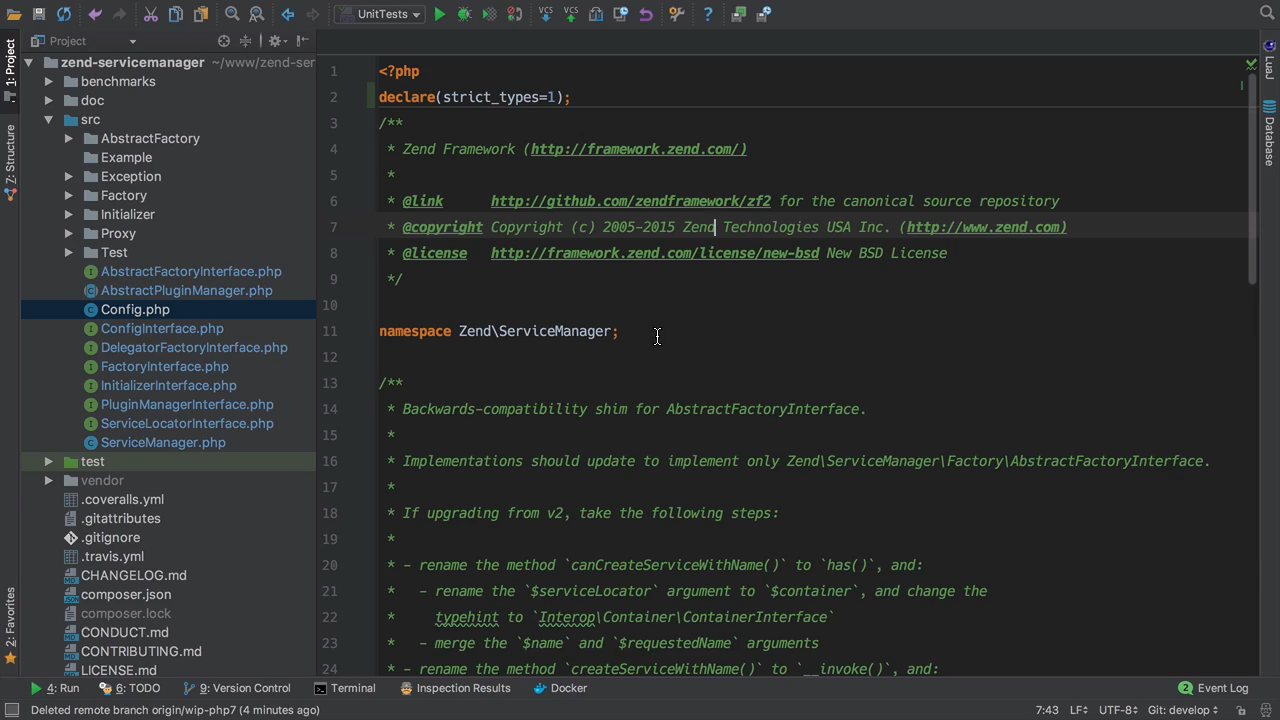 UnitTests
Project
zend-servicemanager ~/www/zend-ser
benchmarks
doc
src
AbstractFactory
Example
Exception
Factory
Initializer
Proxy
Test
AbstractFactoryInterface.php
AbstractPluginManager.php
Config.php
ConfigInterface.php
DelegatorFactoryInterface.php
FactoryInterface.php
InitializerInterface.php
PluginManagerInterface.php
ServiceLocatorInterface.php
ServiceManager.php
test
vendor
.coveralls.yml
.gitattributes
.gitignore
.travis.yml
CHANGELOG.md
composer.json
composer.lock
CONDUCT.md
CONTRIBUTING.md
LICENSE.md
1: Project
7: Structure
2: Favorites
1 <?php
2 declare(strict_types=1);
3 /**
4 * Zend Framework (http://framework.zend.com/)
5 *
6 * @link http://github.com/zendframework/zf2 for the canonical source repository
7 * @copyright Copyright (c) 2005-2015 Zend Technologies USA Inc. (http://www.zend.com)
8 * @license http://framework.zend.com/license/new-bsd New BSD License
9 */
10
11 namespace Zend\ServiceManager;
12
13 /**
14 * Backwards-compatibility shim for AbstractFactoryInterface.
15 *
16 * Implementations should update to implement only Zend\ServiceManager\Factory\AbstractFactoryInterface.
17 *
18 * If upgrading from v2, take the following steps:
19 *
20 * - rename the method `canCreateServiceWithName()` to `has()`, and:
21 * - rename the `$serviceLocator` argument to `$container`, and change the
22 * typehint to `Interop\Container\ContainerInterface`
23 * - merge the `$name` and `$requestedName` arguments
24 * - rename the method `createServiceWithName()` to `__invoke()`, and:
LuaJ
Database
4: Run 6: TODO 9: Version Control Terminal Inspection Results Docker 2 Event Log
Deleted remote branch origin/wip-php7 (4 minutes ago) 7:43 LF÷ UTF-8÷ Git: develop÷